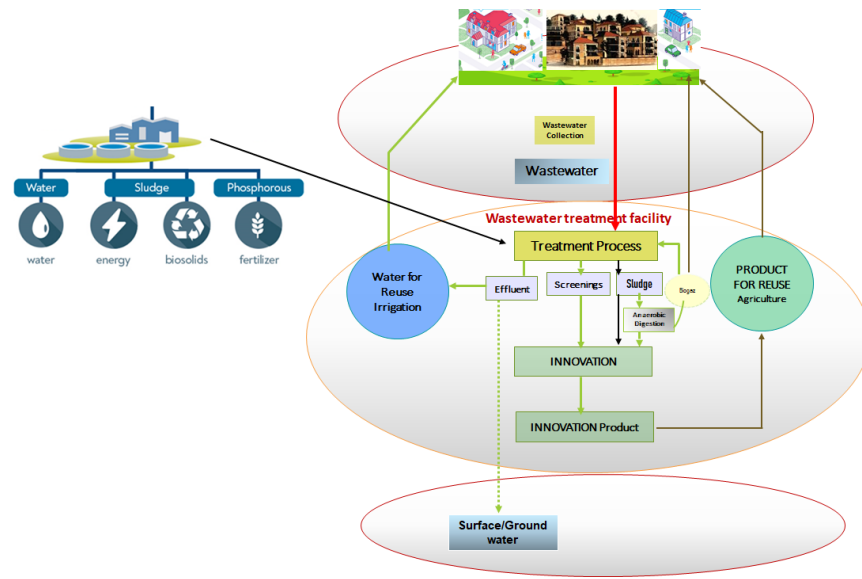 Wastewater
Collection
Wastewater
Water
Sludge
Phosphorous
water
energy
biosolids
fertilizer
Wastewater treatment facility
Treatment Process
Water for
Reuse
Irrigation
Effluent
Screenings
Sludge
Biogaz
PRODUCT
FOR REUSE
Agriculture
Anaerobic
Digestion
INNOVATION
INNOVATION Product
Surface/Ground
water